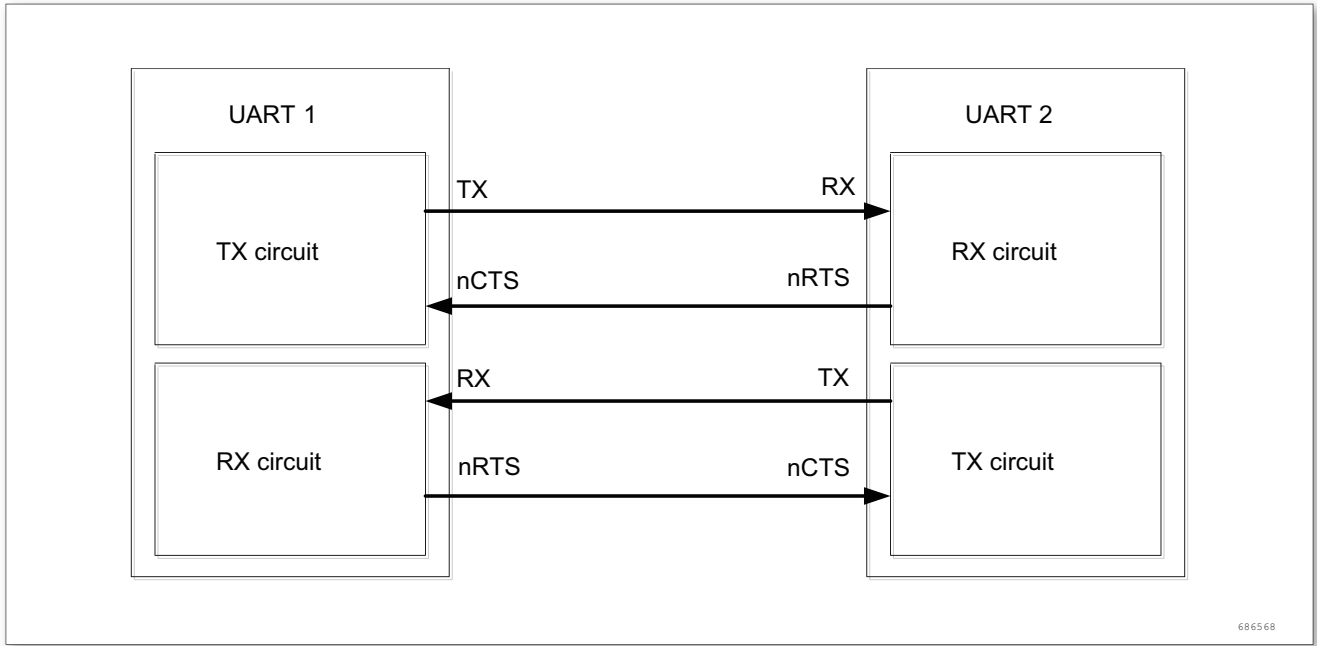 UART 1
UART 2
TX
RX
TX circuit
RX circuit
nCTS
nRTS
RX
TX
RX circuit
TX circuit
nRTS
nCTS
686568